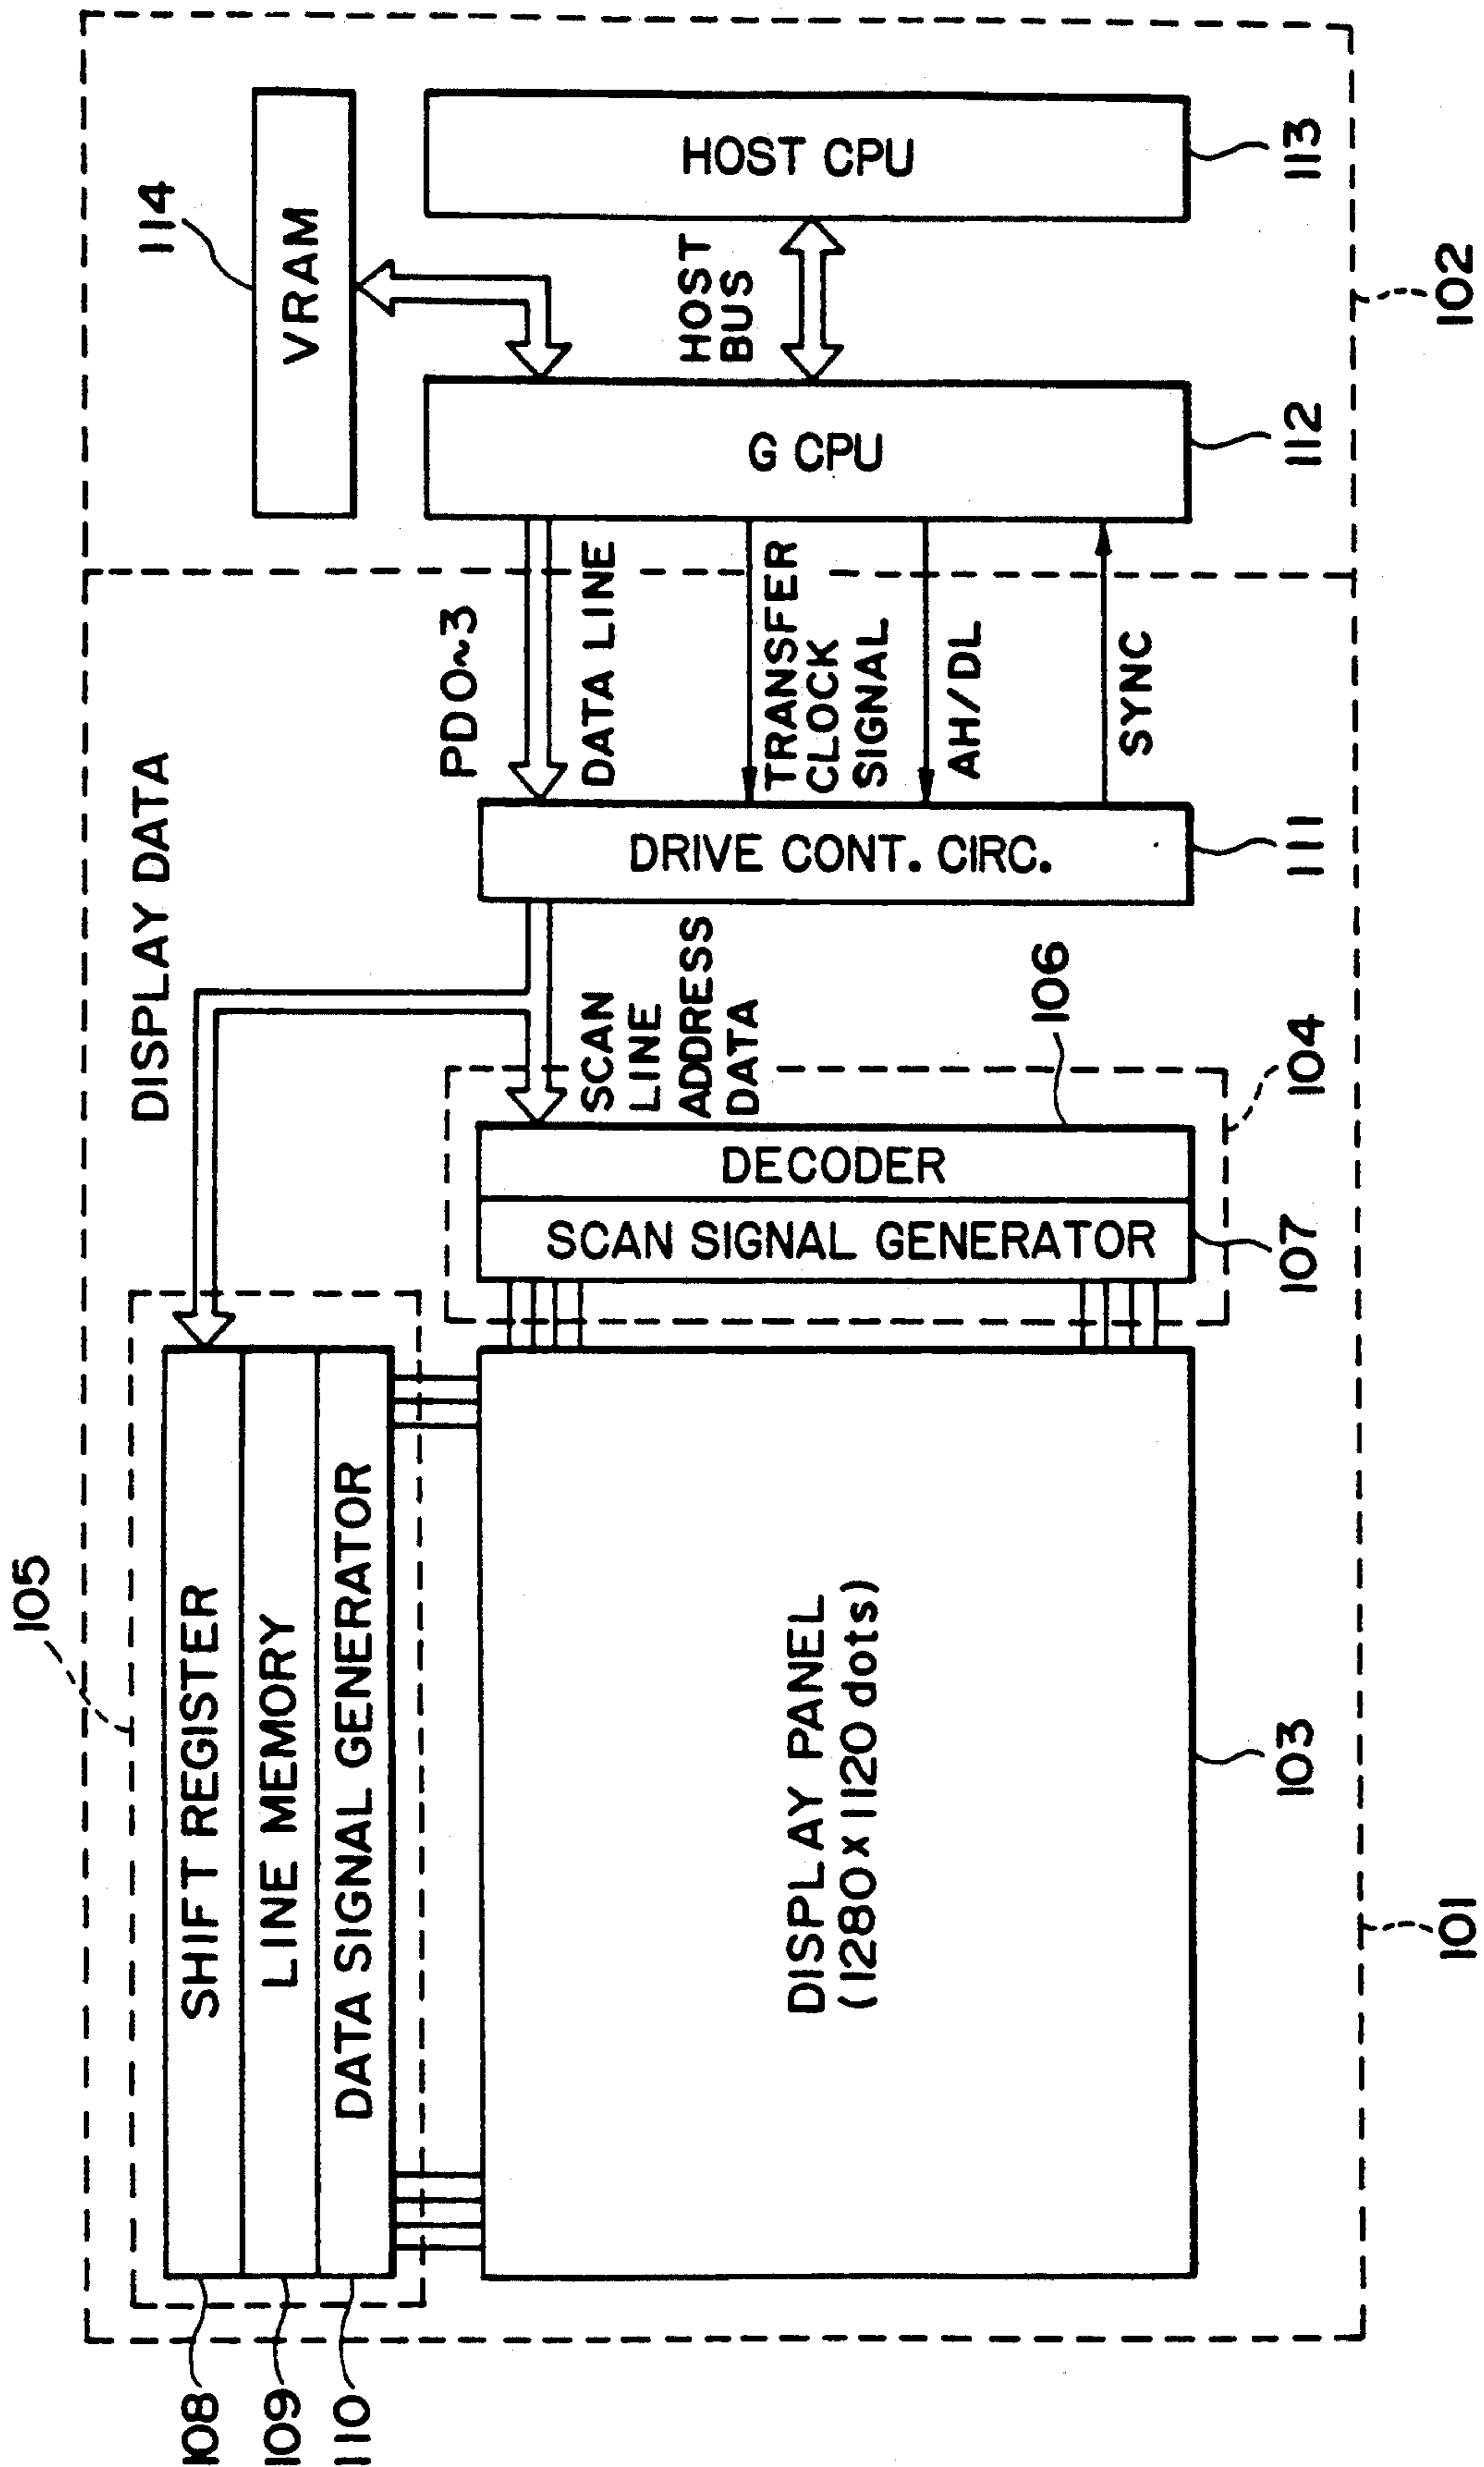 105
108
SHIFT REGISTER
109
LINE MEMORY
110
DATA SIGNAL GENERATOR
DISPLAY DATA
114
VRAM
DISPLAY PANEL
(1280 x 1120 dots)
103
SCAN SIGNAL GENERATOR
107
DECODER
106
104
SCAN
LINE
ADDRESS
DATA
DRIVE CONT. CIRC.
111
PD0~3
DATA LINE
TRANSFER
CLOCK
SIGNAL
AH/DL
SYNC
G CPU
112
HOST
BUS
HOST CPU
113
101
102